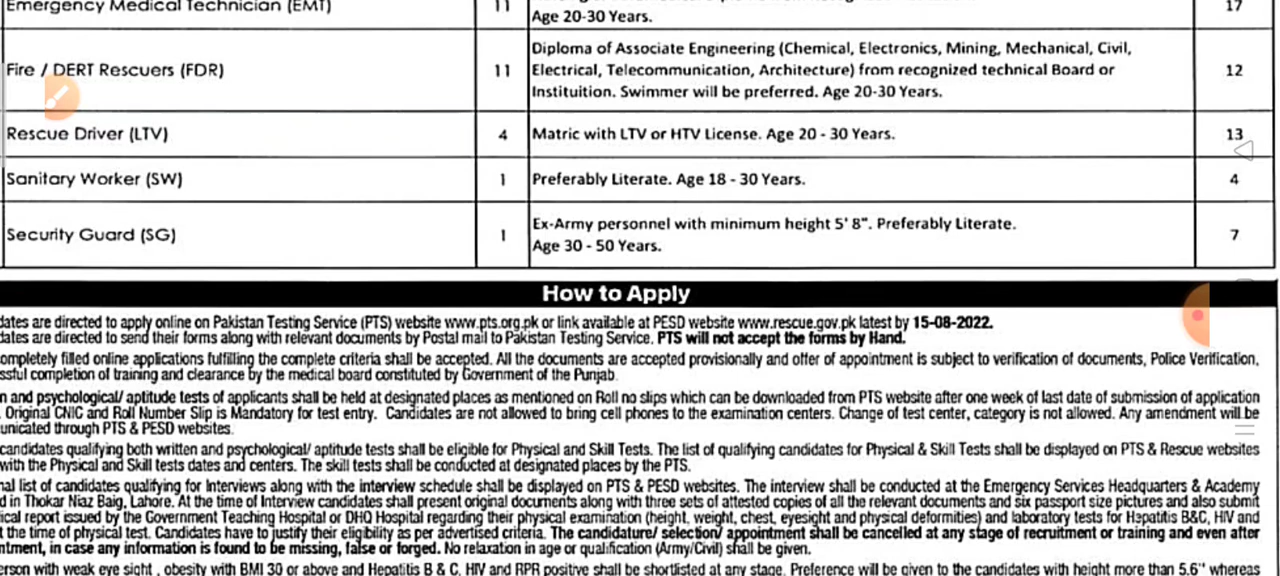 Emergency Medical Technician (EMT) 11 17
Age 20-30 Years.
Fire / DERT Rescuers (FDR) 11 Diploma of Associate Engineering (Chemical, Electronics, Mining, Mechanical, Civil, Electrical, Telecommunication, Architecture) from recognized technical Board or Instituition. Swimmer will be preferred. Age 20-30 Years. 12
Rescue Driver (LTV) 4 Matric with LTV or HTV License. Age 20 - 30 Years. 13
Sanitary Worker (SW) 1 Preferably Literate. Age 18 - 30 Years. 4
Security Guard (SG) 1 Ex-Army personnel with minimum height 5' 8". Preferably Literate. Age 30 - 50 Years. 7
How to Apply
dates are directed to apply online on Pakistan Testing Service (PTS) website www.pts.org.pk or link available at PESD website www.rescue.gov.pk latest by 15-08-2022.
dates are directed to send their forms along with relevant documents by Postal mail to Pakistan Testing Service. PTS will not accept the forms by Hand.
ompletely filled online applications fulfilling the complete criteria shall be accepted. All the documents are accepted provisionally and offer of appointment is subject to verification of documents, Police Verification,
ssful completion of training and clearance by the medical board constituted by Government of the Punjab.
n and psychological/ aptitude tests of applicants shall be held at designated places as mentioned on Roll no slips which can be downloaded from PTS website after one week of last date of submission of application
. Original CNIC and Roll Number Slip is Mandatory for test entry. Candidates are not allowed to bring cell phones to the examination centers. Change of test center, category is not allowed. Any amendment will be
unicated through PTS & PESD websites.
candidates qualifying both written and psychological/ aptitude tests shall be eligible for Physical and Skill Tests. The list of qualifying candidates for Physical & Skill Tests shall be displayed on PTS & Rescue websites
with the Physical and Skill tests dates and centers. The skill tests shall be conducted at designated places by the PTS.
nal list of candidates qualifying for Interviews along with the interview schedule shall be displayed on PTS & PESD websites. The interview shall be conducted at the Emergency Services Headquarters & Academy
d in Thokar Niaz Baig, Lahore. At the time of Interview candidates shall present original documents along with three sets of attested copies of all the relevant documents and six passport size pictures and also submit
ical report issued by the Government Teaching Hospital or DHQ Hospital regarding their physical examination (height, weight, chest, eyesight and physical deformities) and laboratory tests for Hapatitis B&C, HIV and
t the time of physical test. Candidates have to justify their eligibility as per advertised criteria. The candidature/ selection/ appointment shall be cancelled at any stage of recruitment or training and even after
ntment, in case any information is found to be missing, false or forged. No relaxation in age or qualification (Army/Civil) shall be given.
erson with weak eye sight , obesity with BMI 30 or above and Hepatitis B & C, HIV and RPR positive shall be shortlisted at any stage. Preference will be given to the candidates with height more than 5.6" whereas